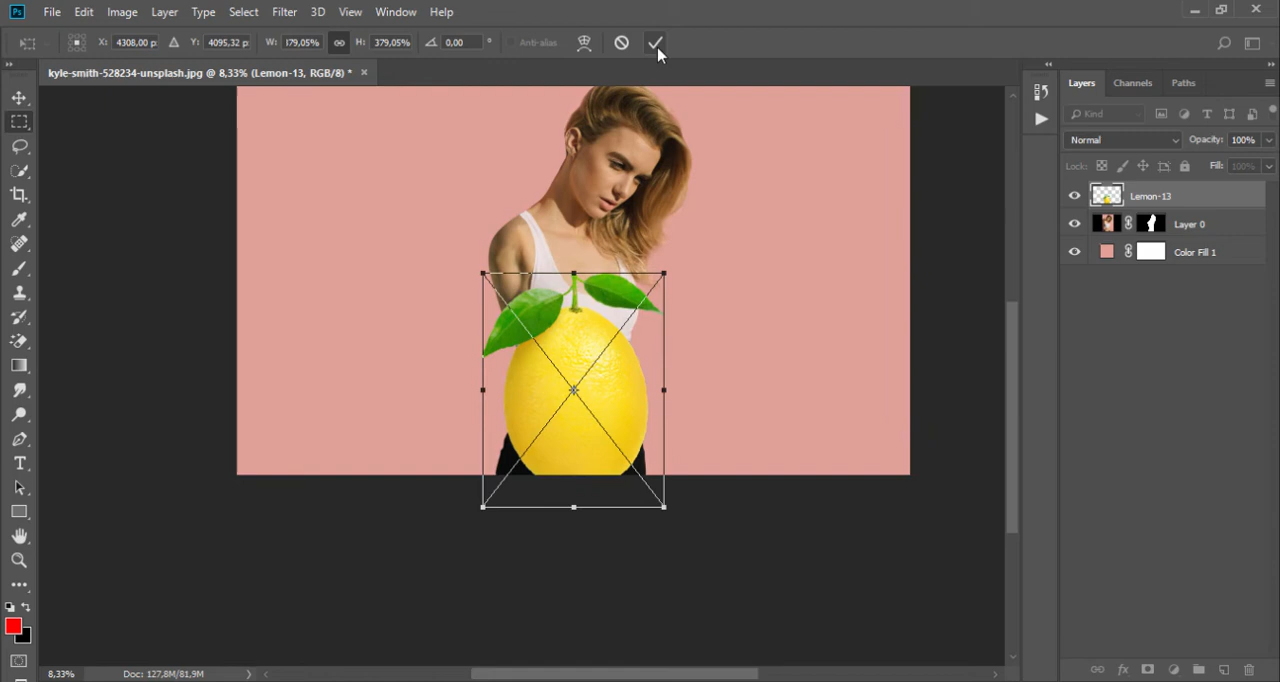 Ps File Edit Image Layer Type Select Filter 3D View Window Help
X: 4308,00 p: Y: 4095,32 p: W: 179,05% H: 379,05% 0,00 ° Anti-alias
kyle-smith-528234-unsplash.jpg @ 8,33% (Lemon-13, RGB/8) * ×
Layers Channels Paths
Kind
Normal Opacity: 100%
Lock: Fill: 100%
Lemon-13
Layer 0
Color Fill 1
8,33% Doc: 127,8M/81,9M